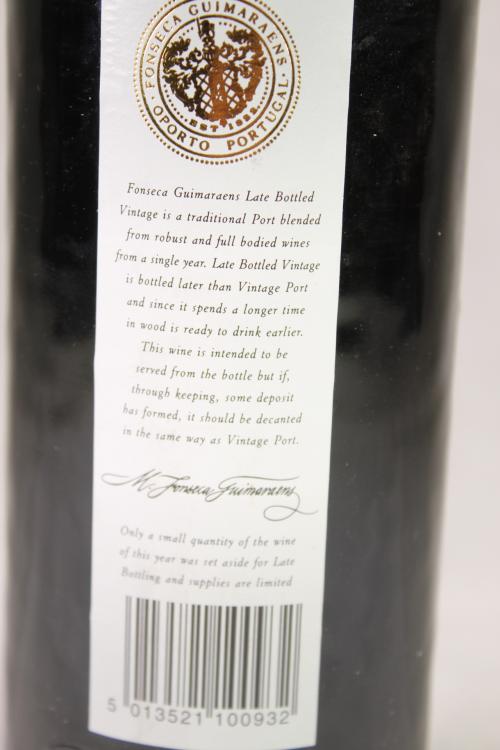 FONSECA GUIMARAENS
EST 1822
OPORTO PORTUGAL
Fonseca Guimaraens Late Bottled
Vintage is a traditional Port blended
from robust and full bodied wines
from a single year. Late Bottled Vintage
is bottled later than Vintage Port
and since it spends a longer time
in wood is ready to drink earlier.
This wine is intended to be
served from the bottle but if,
through keeping, some deposit
has formed, it should be decanted
in the same way as Vintage Port.
Fonseca Guimaraens
Only a small quantity of the wine
of this year was set aside for Late
Bottling and supplies are limited
5 013521 100932